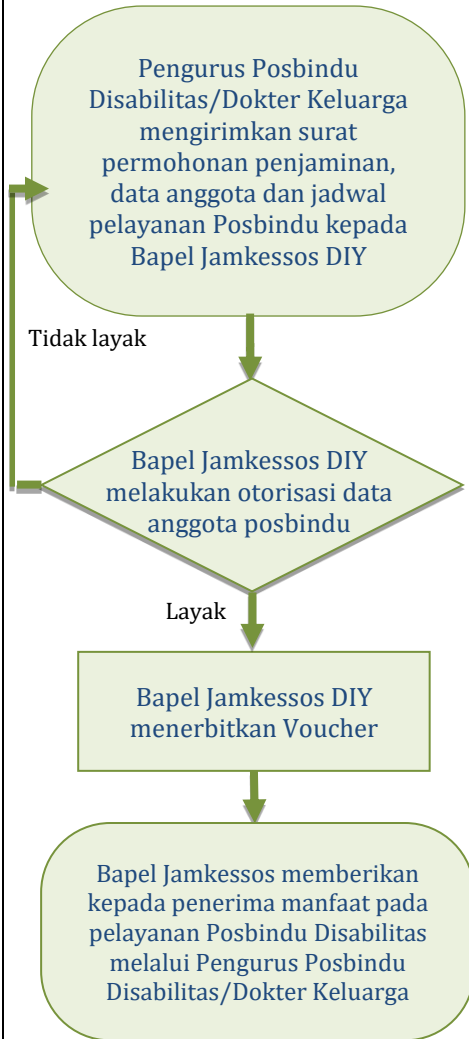 Pengurus Posbindu
Disabilitas/Dokter Keluarga
mengirimkan surat
permohonan penjaminan,
data anggota dan jadwal
pelayanan Posbindu kepada
Bapel Jamkessos DIY
Tidak layak
Bapel Jamkessos DIY
melakukan otorisasi data
anggota posbindu
Layak
Bapel Jamkessos DIY
menerbitkan Voucher
Bapel Jamkessos memberikan
kepada penerima manfaat pada
pelayanan Posbindu Disabilitas
melalui Pengurus Posbindu
Disabilitas/Dokter Keluarga